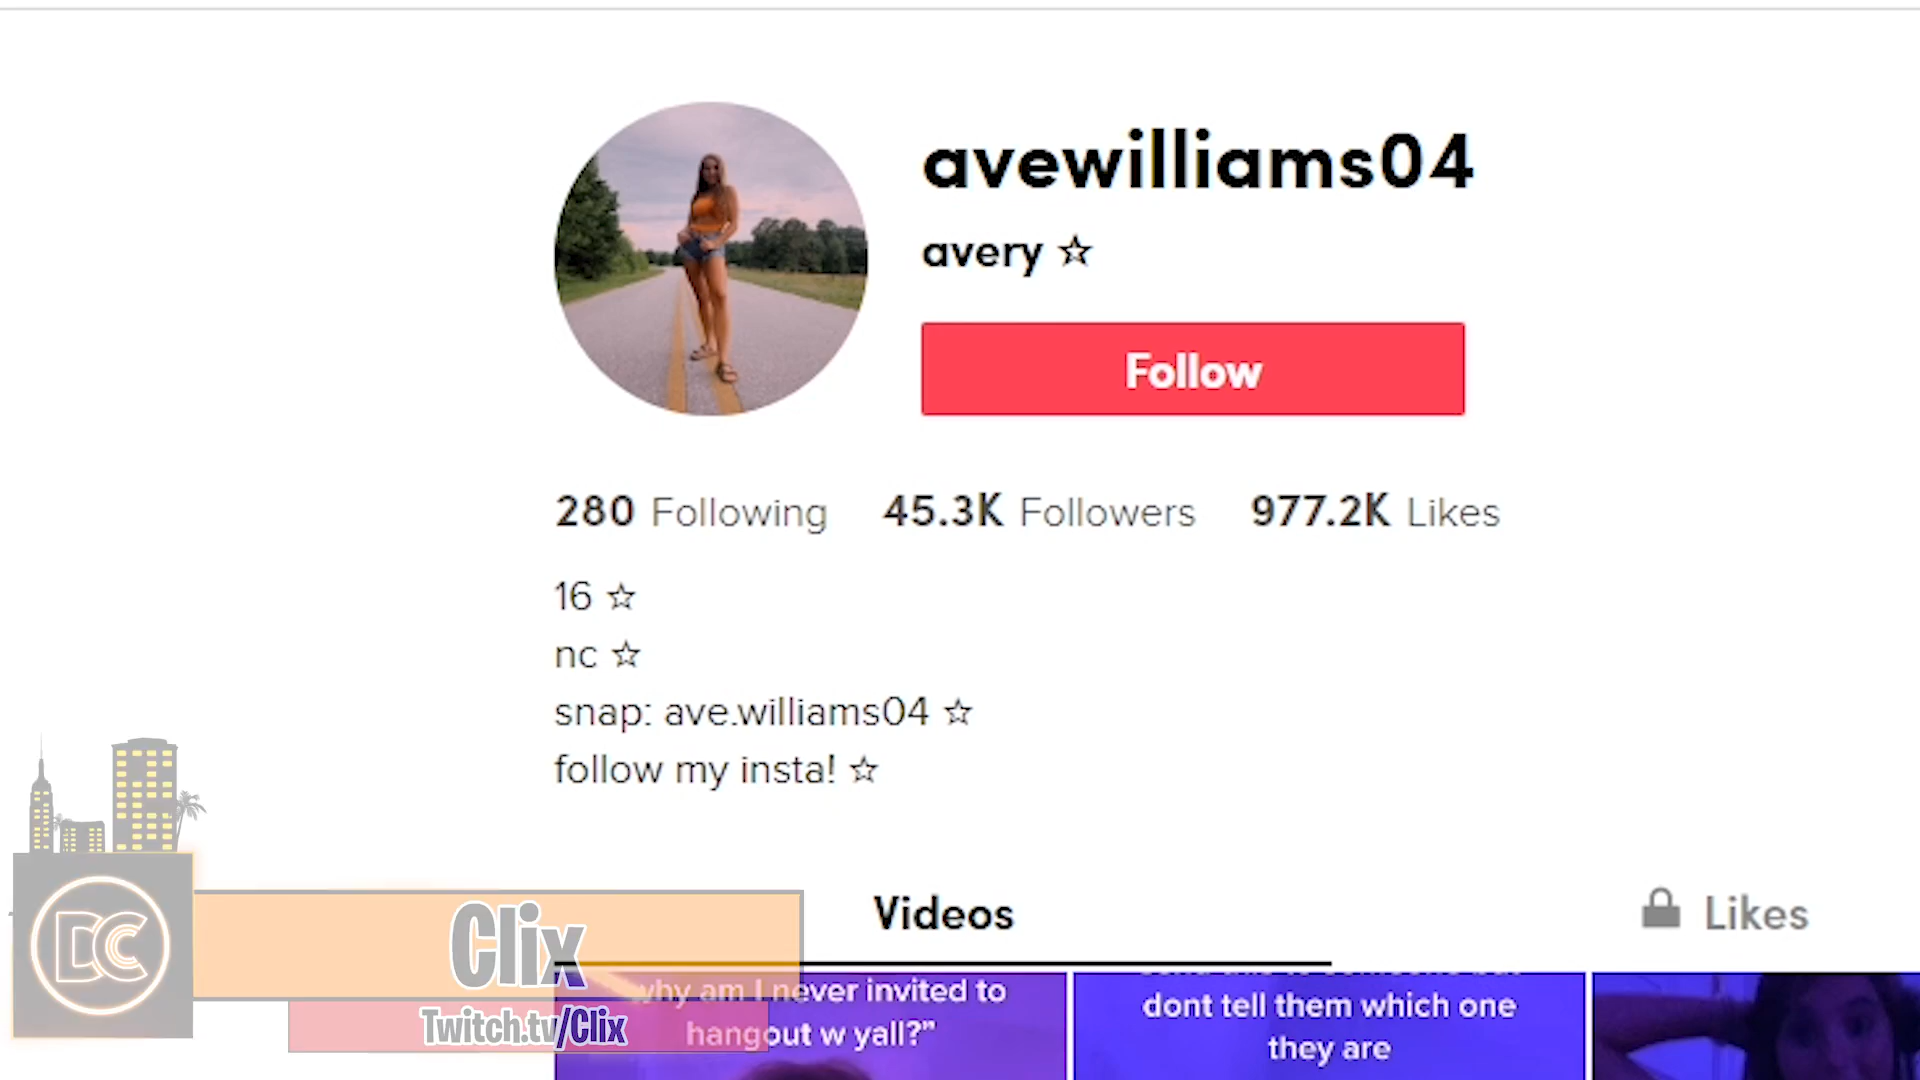 avewilliams04
avery ☆
Follow
280 Following 45.3K Followers 977.2K Likes
16 ☆
nc ☆
snap: ave.williams04 ☆
follow my insta! ☆
Videos
Likes
DC
Clix
Twitch.tv/Clix
why am I never invited to
hangout w yall?”
dont tell them which one
they are